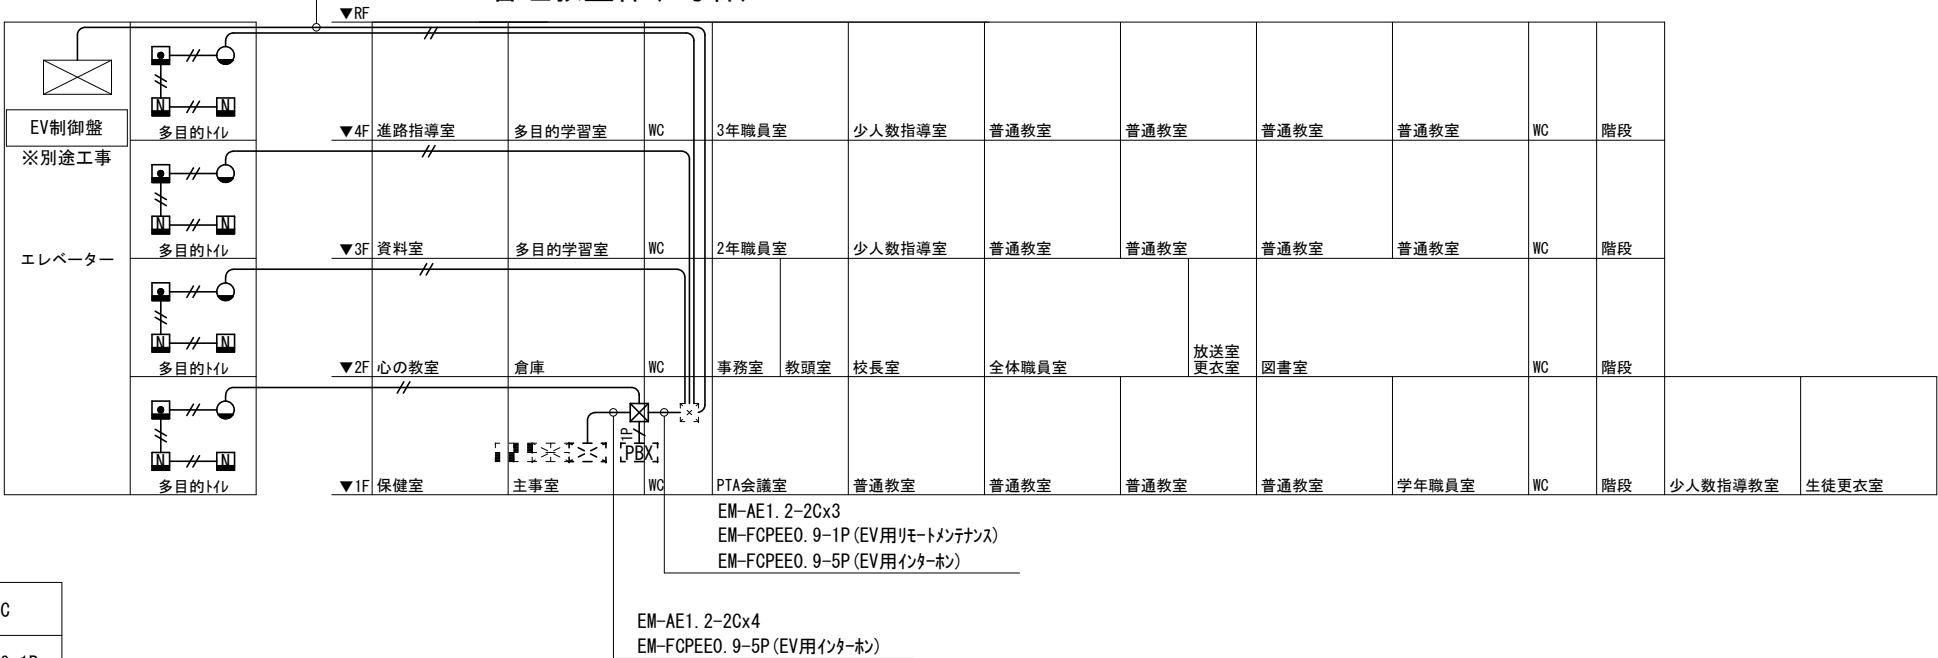 ▼RF
EV制御盤
※別途工事
エレベーター
N N
多目的トイレ
▼4F 進路指導室 多目的学習室 WC 3年職員室 少人数指導室 普通教室 普通教室 普通教室 普通教室 WC 階段
N N
多目的トイレ
▼3F 資料室 多目的学習室 WC 2年職員室 少人数指導室 普通教室 普通教室 普通教室 普通教室 WC 階段
N N
多目的トイレ
▼2F 心の教室 倉庫 WC 事務室 教頭室 校長室 全体職員室 放送室 図書室 WC 階段
更衣室
1P
PBX
N N
多目的トイレ
▼1F 保健室 主事室 WC PTA会議室 普通教室 普通教室 普通教室 普通教室 学年職員室 WC 階段 少人数指導教室 生徒更衣室
EM-AE1.2-2Cx3
EM-FCPEE0.9-1P(EV用リモートメンテナンス)
EM-FCPEE0.9-5P(EV用インターホン)
EM-AE1.2-2Cx4
EM-FCPEE0.9-5P(EV用インターホン)
C